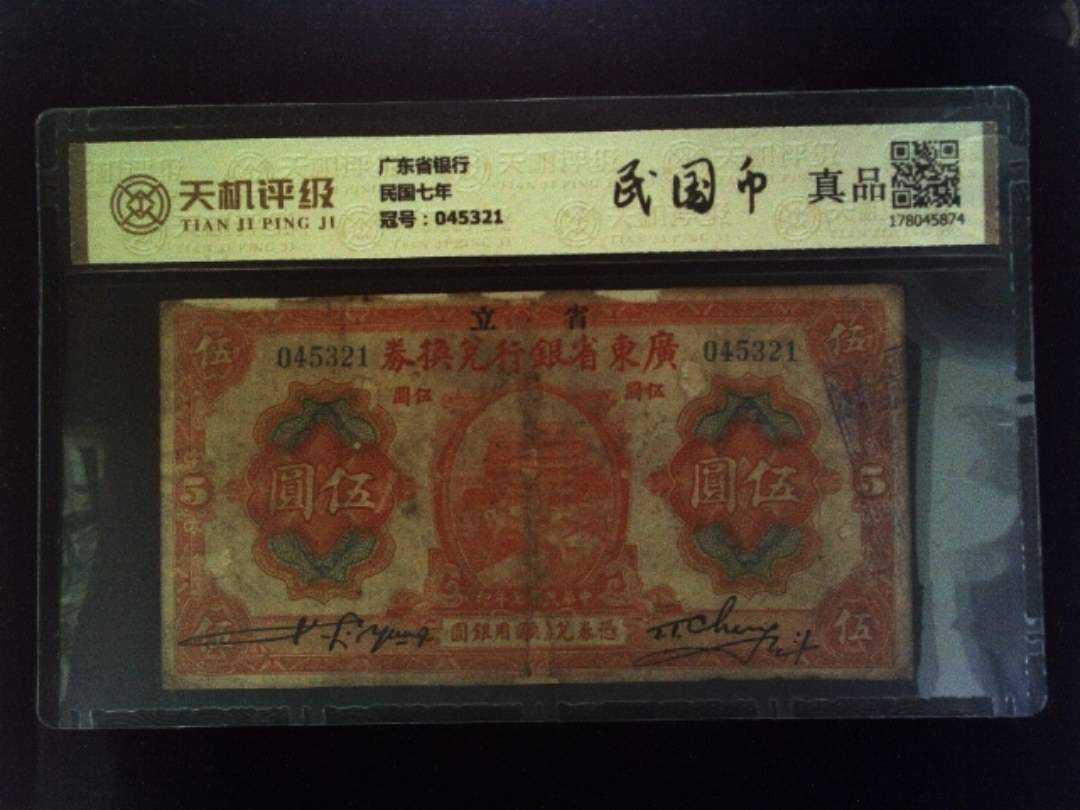 天机评级
TIAN JI PING JI
广东省银行
民国七年
冠号：045321
民国币
真品
178045874
省立
廣東省銀行兌換券
045321
045321
伍
伍
伍圓
伍圓
伍圓
伍圓
5
5
憑券兌
用銀圓
伍
伍